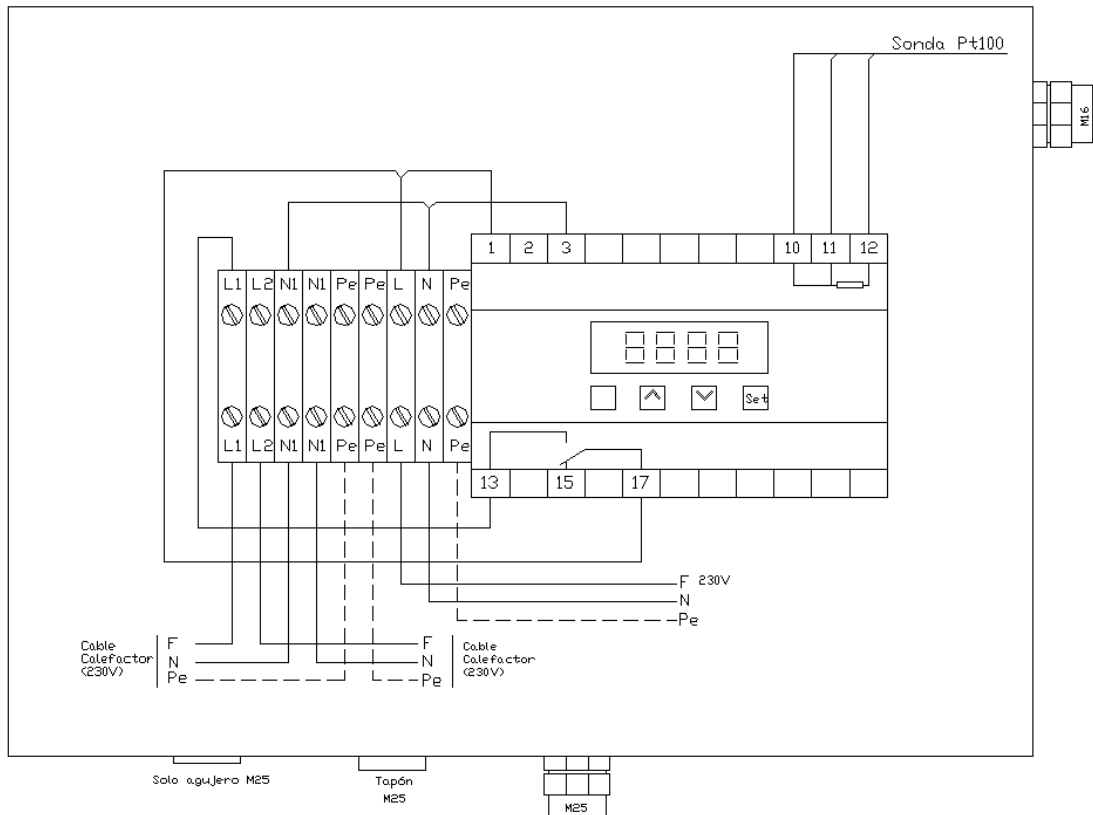 Sonda Pt100
M16
1 2 3 10 11 12
L1 L2 N1 N1 Pe Pe L N Pe
Set
L1 L2 N1 N1 Pe Pe L N Pe
13 15 17
F 230V
N
Pe
Cable
Calefactor
(230V)
F
N
Pe
F
N
Pe
Cable
Calefactor
(230V)
Solo agujero M25
Tapón
M25
M25